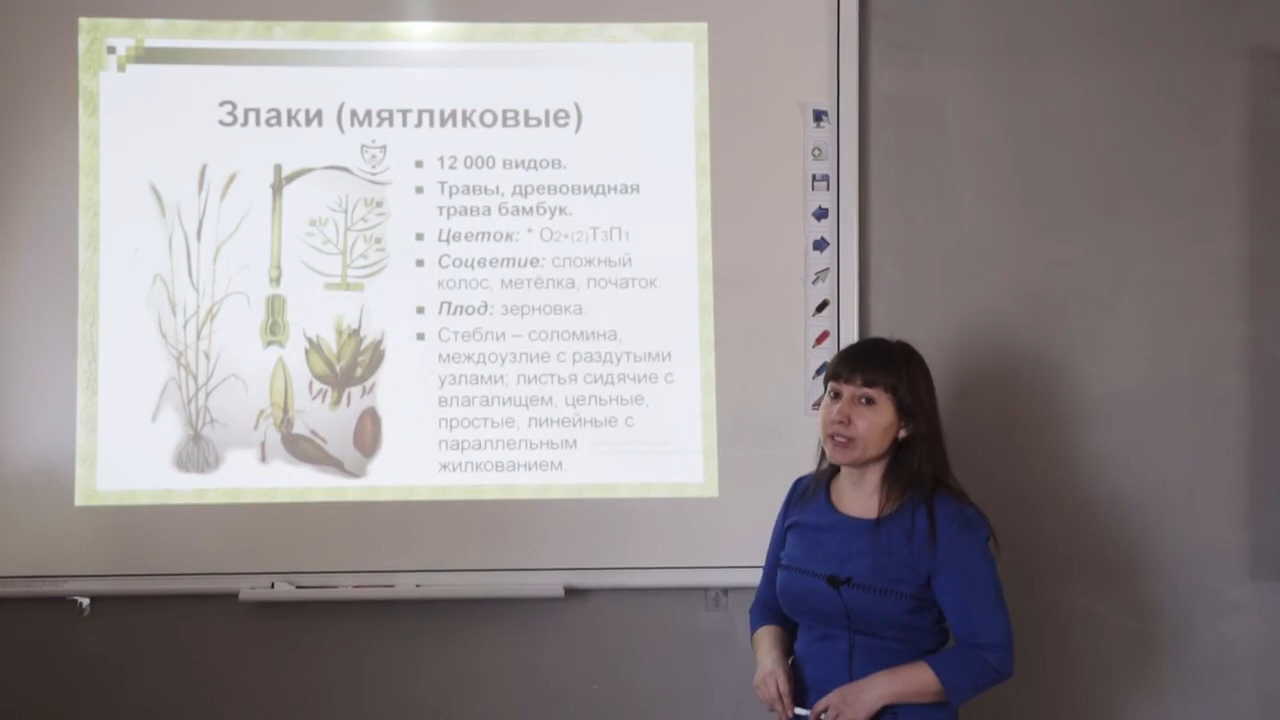 Злаки (мятликовые)
12 000 видов.
Травы, древовидная
трава бамбук.
Цветок: * О2+(2)Т3П1.
Соцветие: сложный
колос, метёлка, початок.
Плод: зерновка.
Стебли – соломина,
междоузлие с раздутыми
узлами; листья сидячие с
влагалищем, цельные,
простые, линейные с
параллельным
жилкованием.